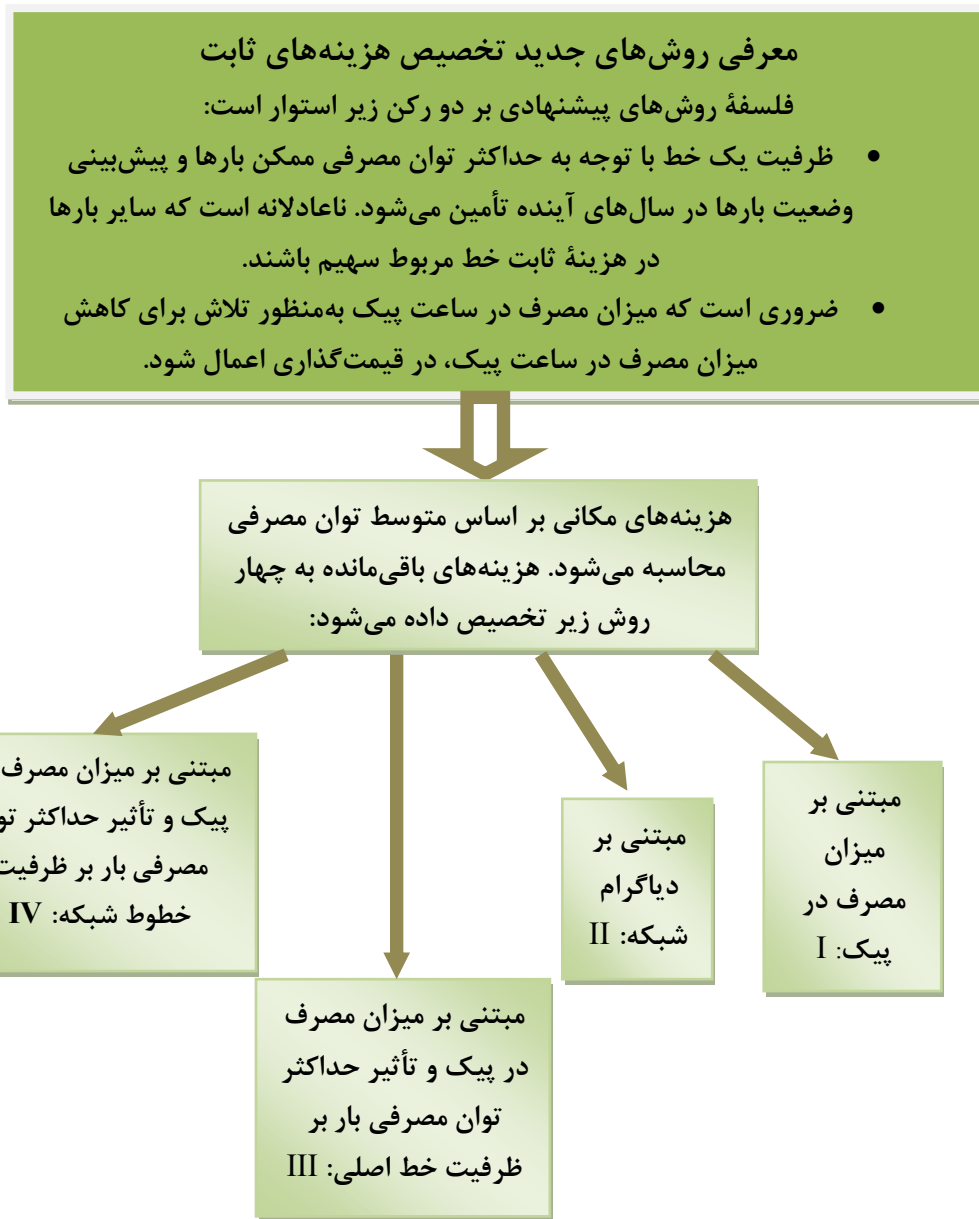 معرفی روش‌های جدید تخصیص هزینه‌های ثابت
فلسفهٔ روش‌های پیشنهادی بر دو رکن زیر استوار است:
• ظرفیت یک خط با توجه به حداکثر توان مصرفی ممکن بارها و پیش‌بینی
وضعیت بارها در سال‌های آینده تأمین می‌شود. ناعادلانه است که سایر بارها
در هزینهٔ ثابت خط مربوط سهیم باشند.
• ضروری است که میزان مصرف در ساعت پیک به‌منظور تلاش برای کاهش
میزان مصرف در ساعت پیک، در قیمت‌گذاری اعمال شود.
هزینه‌های مکانی بر اساس متوسط توان مصرفی
محاسبه می‌شود. هزینه‌های باقی‌مانده به چهار
روش زیر تخصیص داده می‌شود:
مبتنی بر
میزان
مصرف در
پیک: I
مبتنی بر
دیاگرام
شبکه: II
مبتنی بر میزان مصرف
در پیک و تأثیر حداکثر
توان مصرفی بار بر
ظرفیت خط اصلی: III
مبتنی بر میزان مصرف
پیک و تأثیر حداکثر
مصرفی بار بر ظرفیت
خطوط شبکه: IV